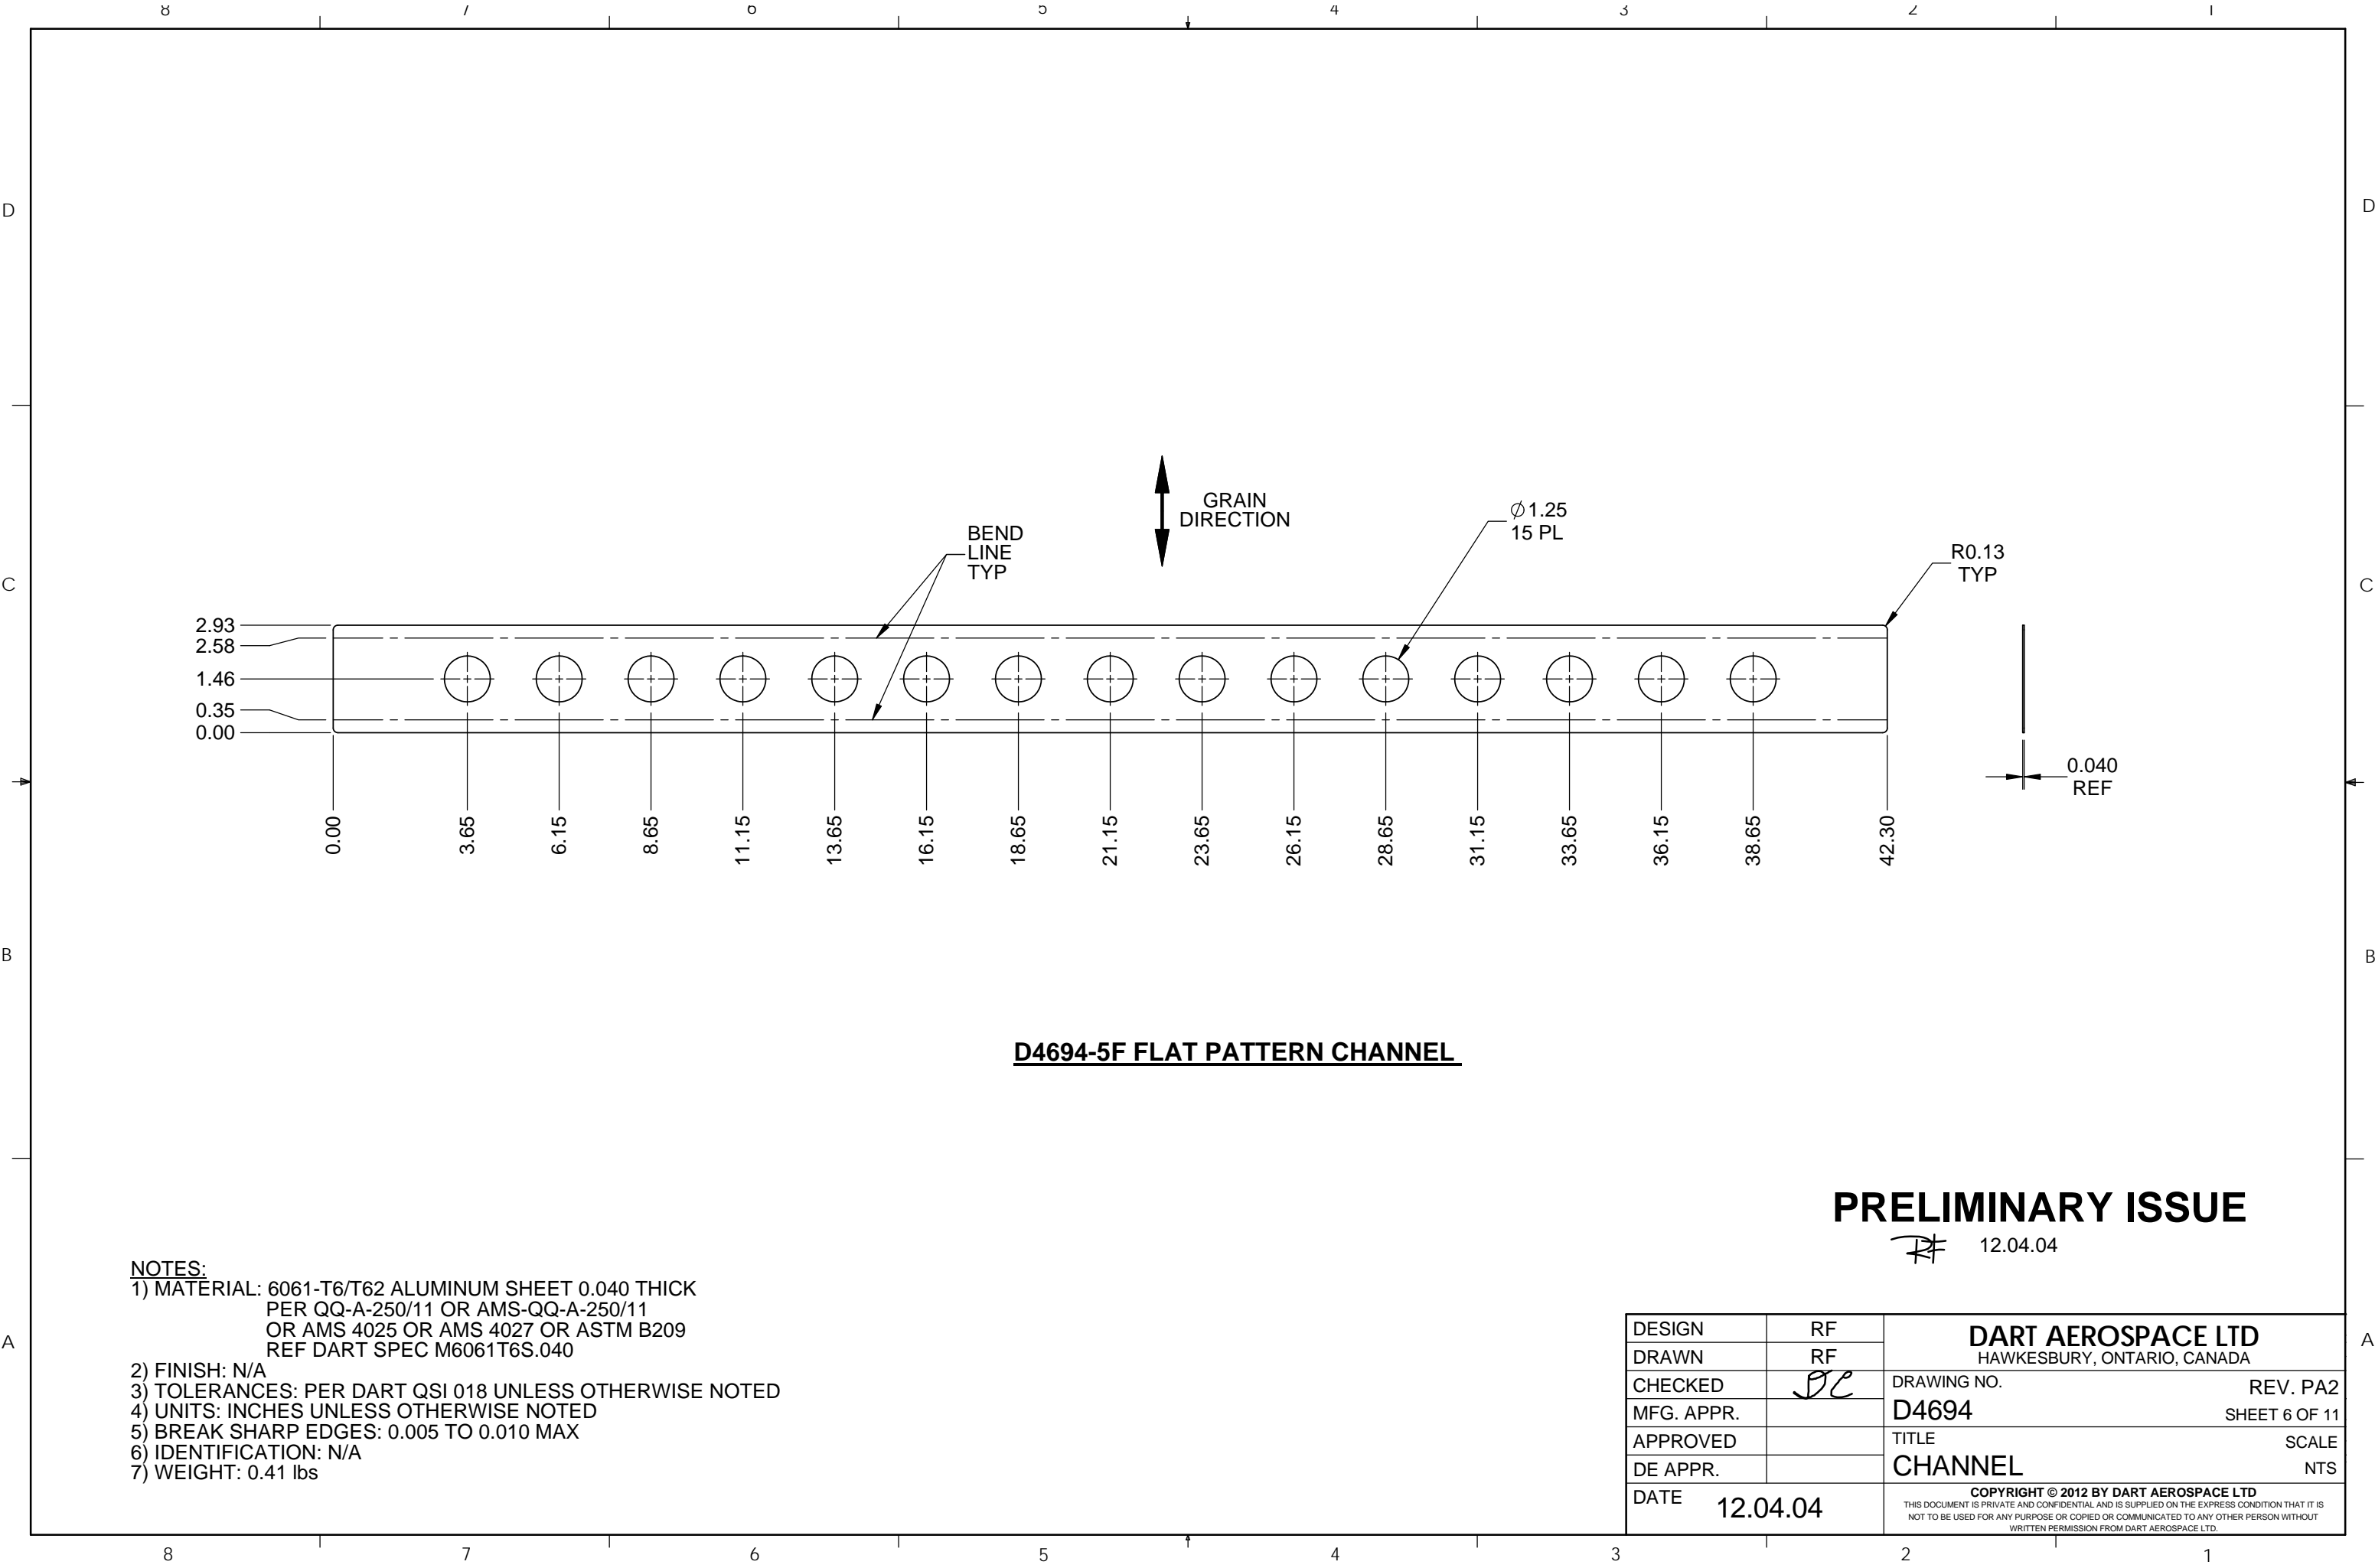 8 7 6 5 4 3 2 1
D D
GRAIN
DIRECTION
Ø1.25
15 PL
BEND
LINE
TYP
R0.13
TYP
C C
2.93
2.58
1.46
0.35
0.00
0.040
REF
0.00 3.65 6.15 8.65 11.15 13.65 16.15 18.65 21.15 23.65 26.15 28.65 31.15 33.65 36.15 38.65 42.30
B B
D4694-5F FLAT PATTERN CHANNEL
PRELIMINARY ISSUE
RF 12.04.04
NOTES:
1) MATERIAL: 6061-T6/T62 ALUMINUM SHEET 0.040 THICK
PER QQ-A-250/11 OR AMS-QQ-A-250/11
OR AMS 4025 OR AMS 4027 OR ASTM B209
REF DART SPEC M6061T6S.040
2) FINISH: N/A
3) TOLERANCES: PER DART QSI 018 UNLESS OTHERWISE NOTED
4) UNITS: INCHES UNLESS OTHERWISE NOTED
5) BREAK SHARP EDGES: 0.005 TO 0.010 MAX
6) IDENTIFICATION: N/A
7) WEIGHT: 0.41 lbs
A A
DESIGN RF
DRAWN RF
CHECKED
MFG. APPR.
APPROVED
DE APPR.
DATE 12.04.04
DART AEROSPACE LTD
HAWKESBURY, ONTARIO, CANADA
DRAWING NO. REV. PA2
D4694 SHEET 6 OF 11
TITLE SCALE
CHANNEL NTS
COPYRIGHT © 2012 BY DART AEROSPACE LTD
THIS DOCUMENT IS PRIVATE AND CONFIDENTIAL AND IS SUPPLIED ON THE EXPRESS CONDITION THAT IT IS
NOT TO BE USED FOR ANY PURPOSE OR COPIED OR COMMUNICATED TO ANY OTHER PERSON WITHOUT
WRITTEN PERMISSION FROM DART AEROSPACE LTD.
8 7 6 5 4 3 2 1